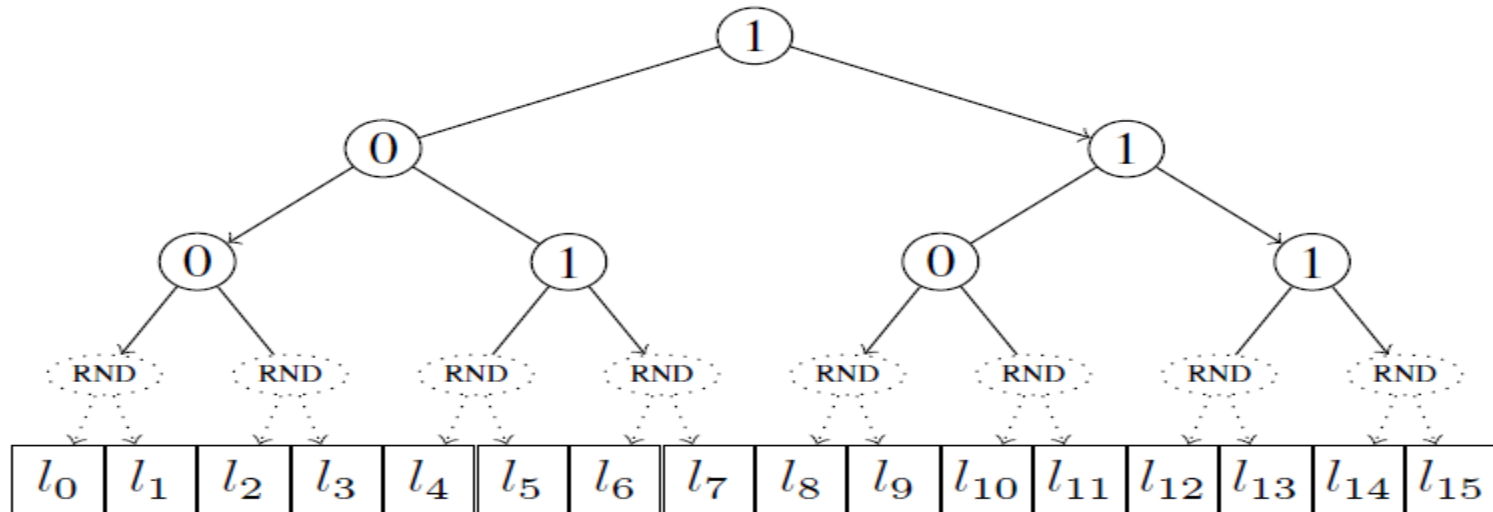 1
0 1
0 1 0 1
RND RND RND RND RND RND RND RND
l0 l1 l2 l3 l4 l5 l6 l7 l8 l9 l10 l11 l12 l13 l14 l15